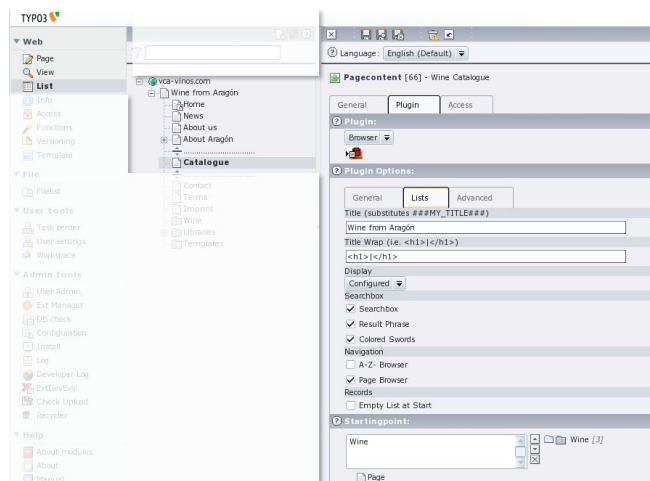 TYPO3
Web
Page
View
List
Info
Access
Functions
Versioning
Template
File
Filelist
User tools
Task center
User settings
Workspace
Admin tools
User Admin
Ext Manager
DB check
Configuration
Install
Log
Developer Log
ExtDevEval
Check Upload
Recycler
Help
About modules
About
Manual
vca-vinos.com
Wine from Aragón
Home
News
About us
About Aragón
Catalogue
Contact
Terms
Imprint
Wine
Libraries
Templates
Language: English (Default)
Pagecontent [66] - Wine Catalogue
General Plugin Access
Plugin:
Browser
Plugin Options:
General Lists Advanced
Title (substitutes ###MY_TITLE###)
Wine from Aragón
Title Wrap (i.e. <h1>|</h1>)
<h1>|</h1>
Display
Configured
Searchbox
Searchbox
Result Phrase
Colored Swords
Navigation
A-Z- Browser
Page Browser
Records
Empty List at Start
Startingpoint:
Wine
Wine [3]
Page